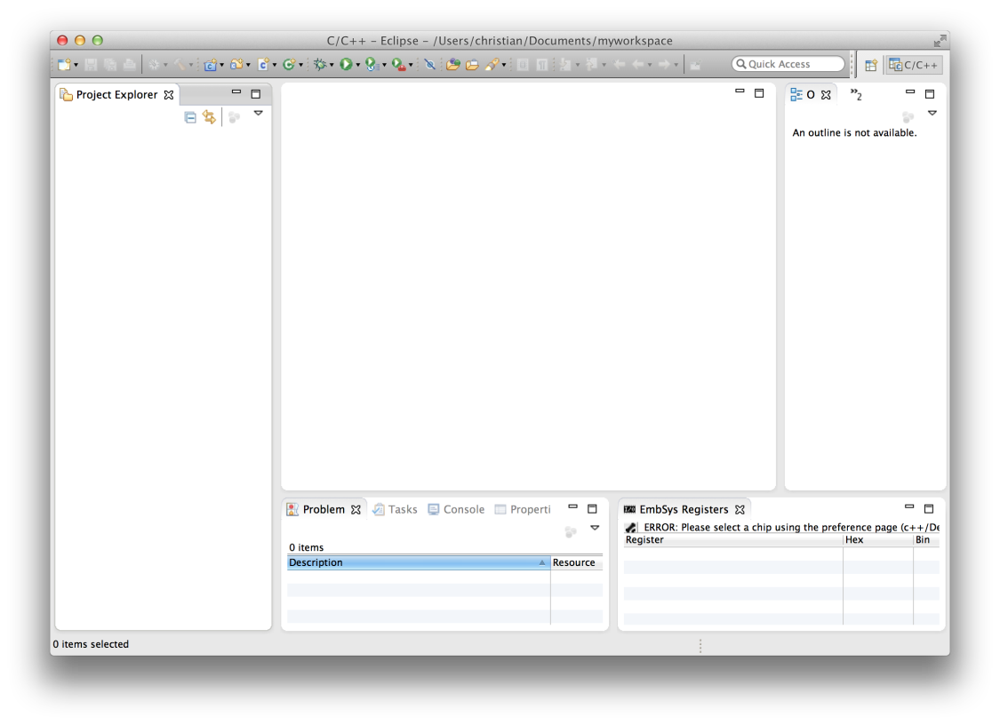 C/C++ – Eclipse – /Users/christian/Documents/myworkspace
Quick Access
C/C++
Project Explorer
O
»2
An outline is not available.
Problem
Tasks
Console
Properti
EmbSys Registers
ERROR: Please select a chip using the preference page (c++/De
Register Hex Bin
0 items
Description Resource
0 items selected